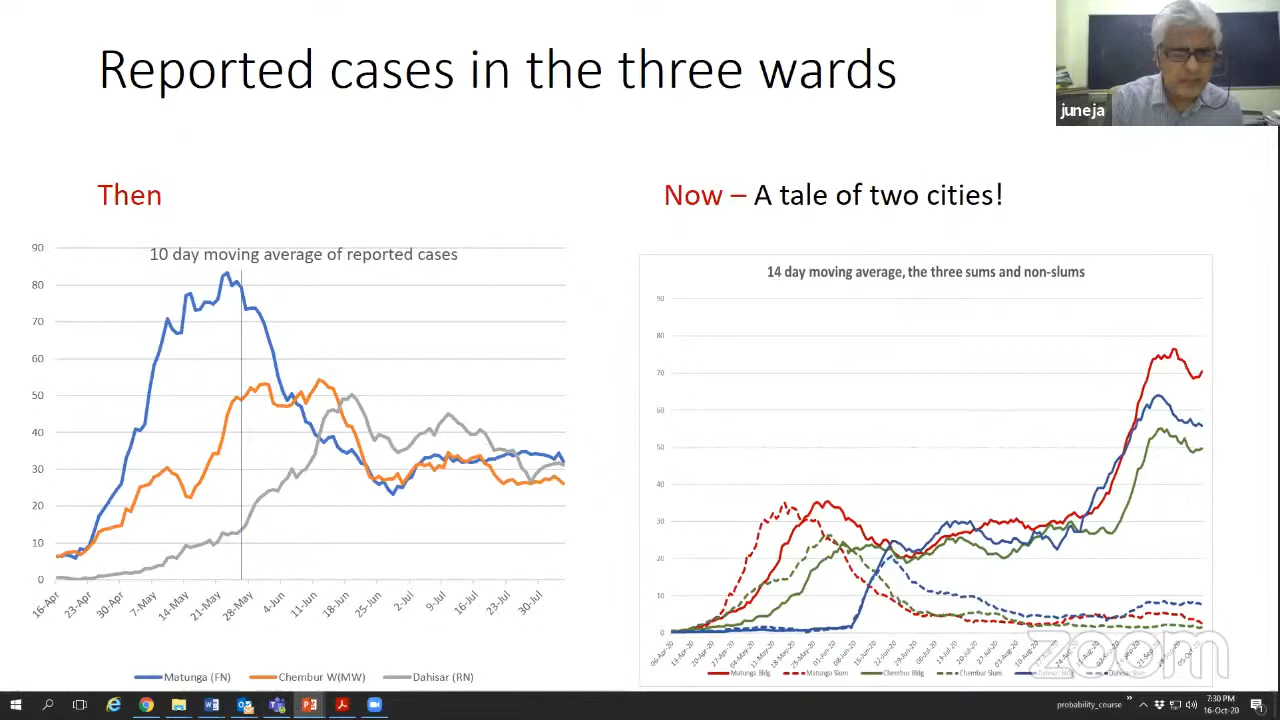 Reported cases in the three wards
juneja
Then
Now – A tale of two cities!
10 day moving average of reported cases
90
80
70
60
50
40
30
20
10
0
16-Apr
23-Apr
30-Apr
7-May
14-May
21-May
28-May
4-Jun
11-Jun
18-Jun
25-Jun
2-Jul
9-Jul
16-Jul
23-Jul
30-Jul
Matunga (FN) Chembur W(MW) Dahisar (RN)
14 day moving average, the three sums and non-slums
90
80
70
60
50
40
30
20
10
0
Matunga Bldg Matunga Slum Chembur Bldg Chembur Slum
zoom
probability_course
7:30 PM
16-Oct-20